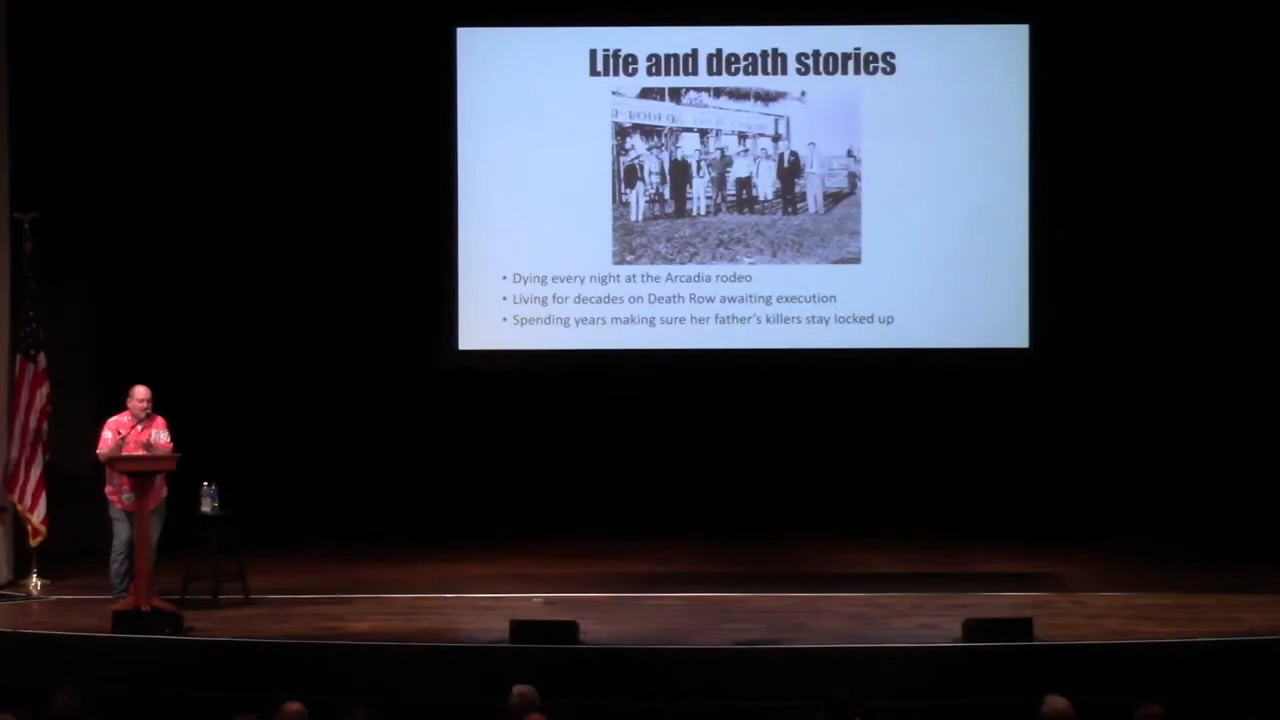 Life and death stories
RODEO
• Dying every night at the Arcadia rodeo
• Living for decades on Death Row awaiting execution
• Spending years making sure her father's killers stay locked up